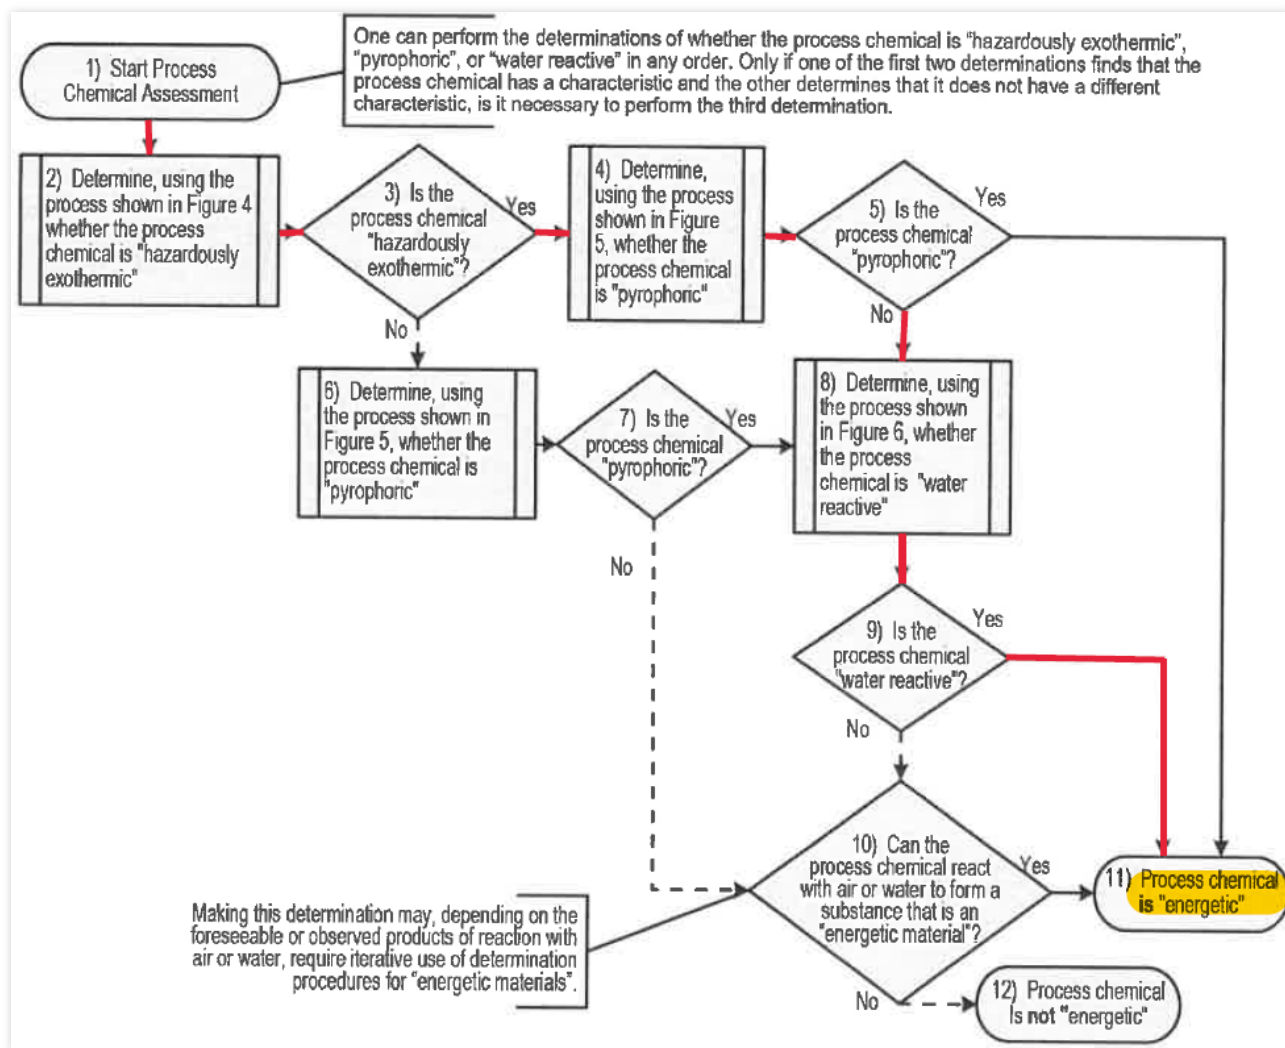 One can perform the determinations of whether the process chemical is "hazardously exothermic",
"pyrophoric", or "water reactive" in any order. Only if one of the first two determinations finds that the
process chemical has a characteristic and the other determines that it does not have a different
characteristic, is it necessary to perform the third determination.
1) Start Process
Chemical Assessment
2) Determine, using the
process shown in Figure 4
whether the process
chemical is "hazardously
exothermic"
3) Is the
process chemical
"hazardously
exothermic"?
Yes
No
4) Determine,
using the process
shown in Figure
5, whether the
process chemical
is "pyrophoric"
5) Is the
process chemical
"pyrophoric"?
Yes
No
6) Determine, using
the process shown in
Figure 5, whether the
process chemical is
"pyrophoric"
7) Is the
process chemical
"pyrophoric"?
Yes
No
8) Determine, using
the process shown
in Figure 6, whether
the process
chemical is "water
reactive"
9) Is the
process chemical
"water reactive"?
Yes
No
10) Can the
process chemical react
with air or water to form a
substance that is an
"energetic material"?
Yes
No
Making this determination may, depending on the
foreseeable or observed products of reaction with
air or water, require iterative use of determination
procedures for "energetic materials".
11) Process chemical
is "energetic"
12) Process chemical
Is not "energetic"